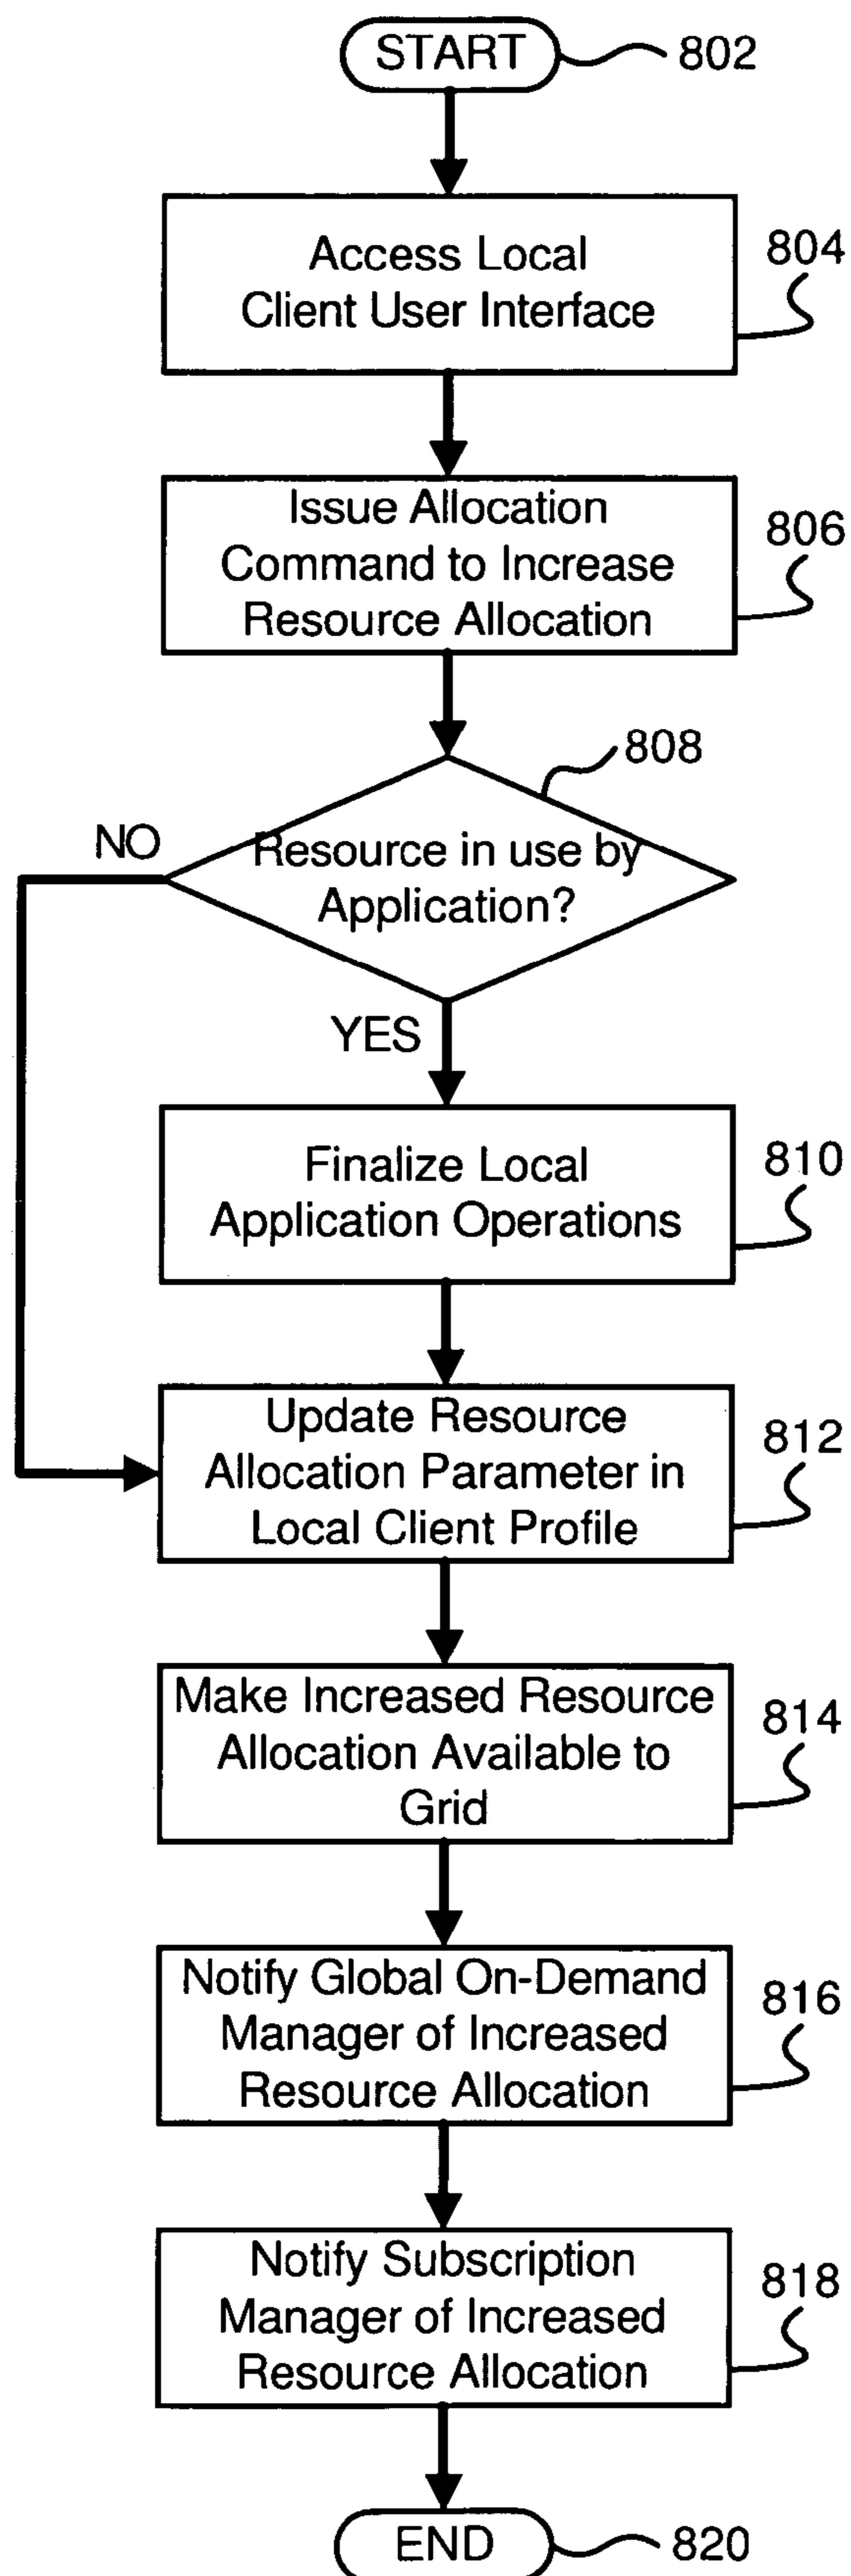 START
802
Access Local
Client User Interface
804
Issue Allocation
Command to Increase
Resource Allocation
806
808
NO
Resource in use by
Application?
YES
Finalize Local
Application Operations
810
Update Resource
Allocation Parameter in
Local Client Profile
812
Make Increased Resource
Allocation Available to
Grid
814
Notify Global On-Demand
Manager of Increased
Resource Allocation
816
Notify Subscription
Manager of Increased
Resource Allocation
818
END
820